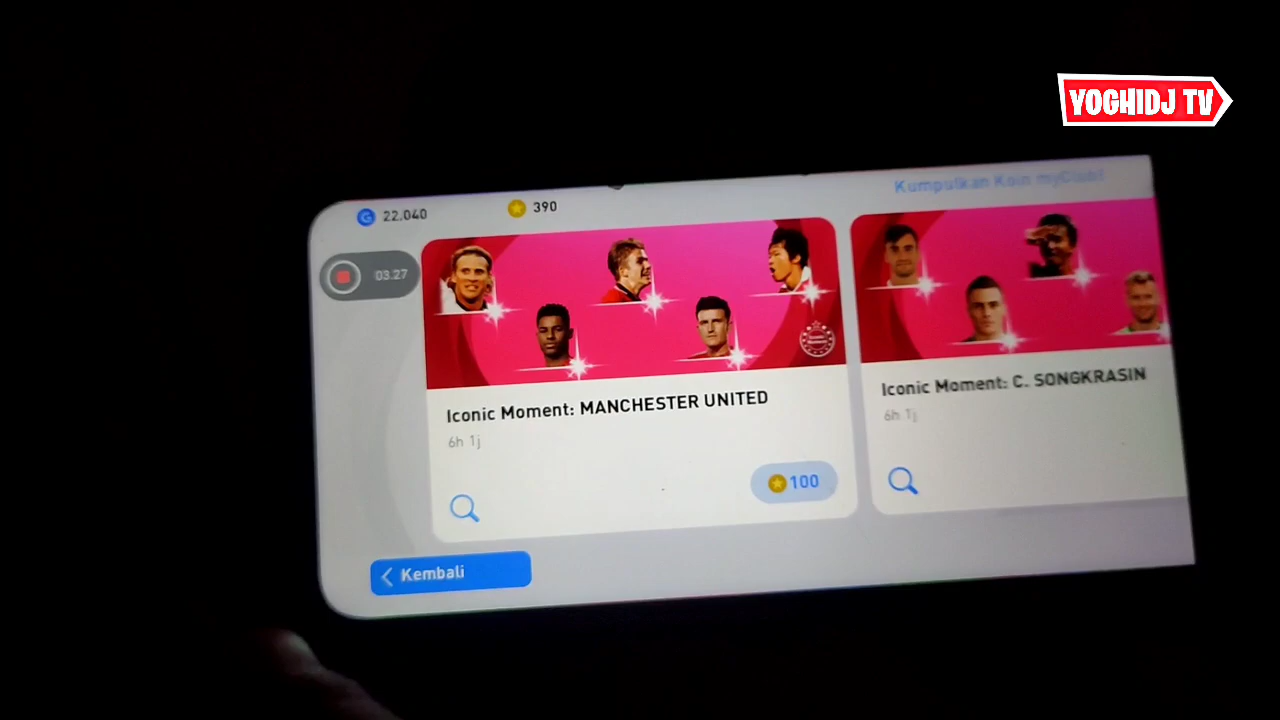 YOGHIDJ TV
Kumpulkan Koin myClub!
22.040
390
03.27
Iconic Moment: MANCHESTER UNITED
6h 1j
100
Iconic Moment: C. SONGKRASIN
6h 1j
Kembali